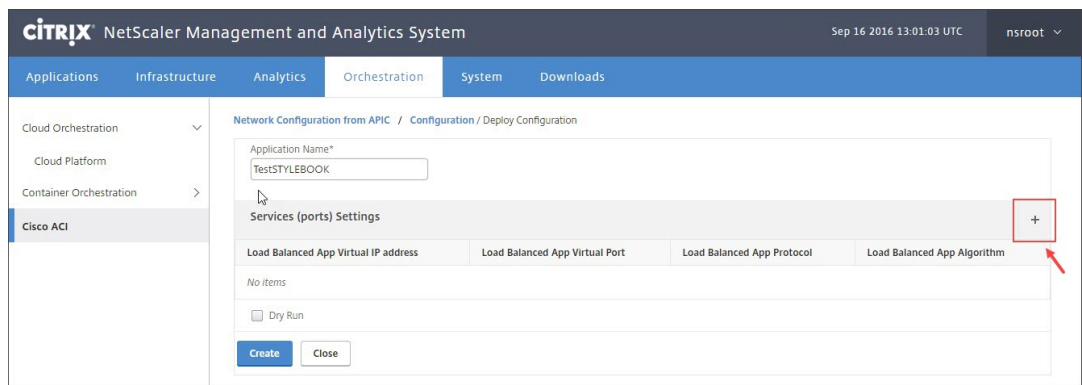 CİTRIX NetScaler Management and Analytics System
Sep 16 2016 13:01:03 UTC
nsroot
Applications Infrastructure Analytics Orchestration System Downloads
Cloud Orchestration
Cloud Platform
Container Orchestration
Cisco ACI
Network Configuration from APIC / Configuration / Deploy Configuration
Application Name*
TestSTYLEBOOK
Services (ports) Settings
+
Load Balanced App Virtual IP address Load Balanced App Virtual Port Load Balanced App Protocol Load Balanced App Algorithm
No items
Dry Run
Create Close